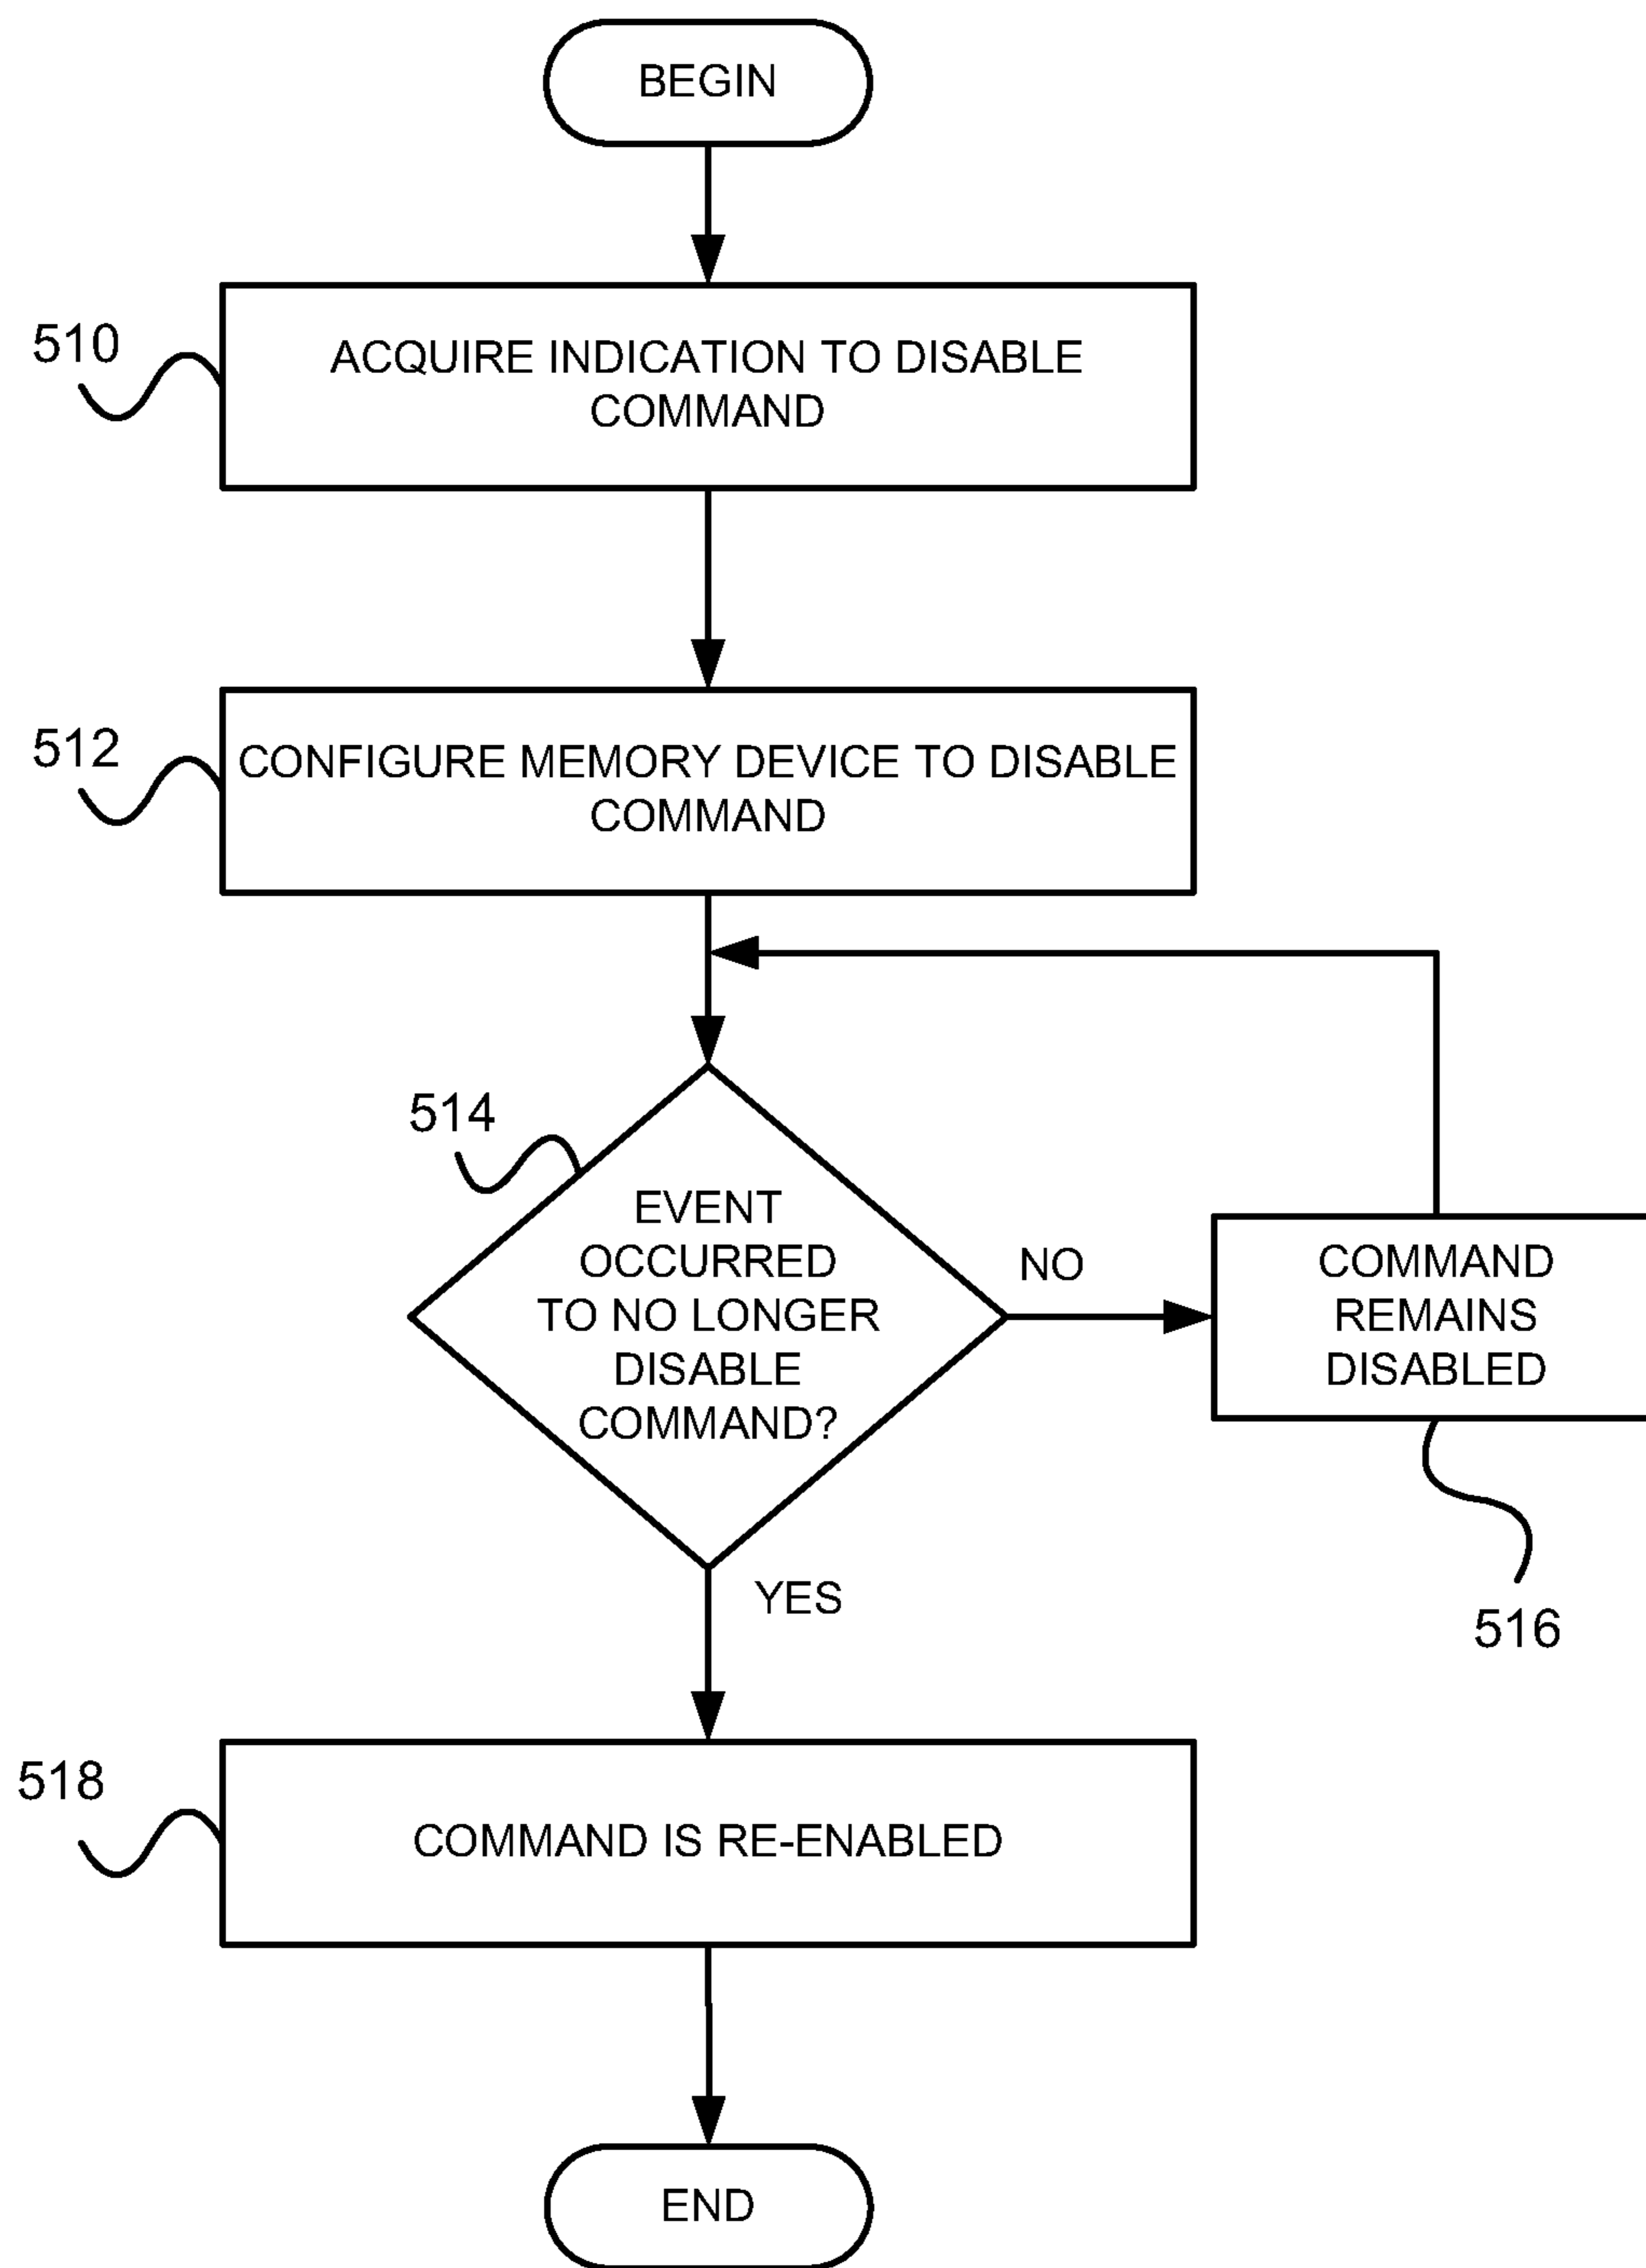 BEGIN
510
ACQUIRE INDICATION TO DISABLE
COMMAND
512
CONFIGURE MEMORY DEVICE TO DISABLE
COMMAND
514
EVENT
OCCURRED
TO NO LONGER
DISABLE
COMMAND?
NO
COMMAND
REMAINS
DISABLED
516
YES
518
COMMAND IS RE-ENABLED
END